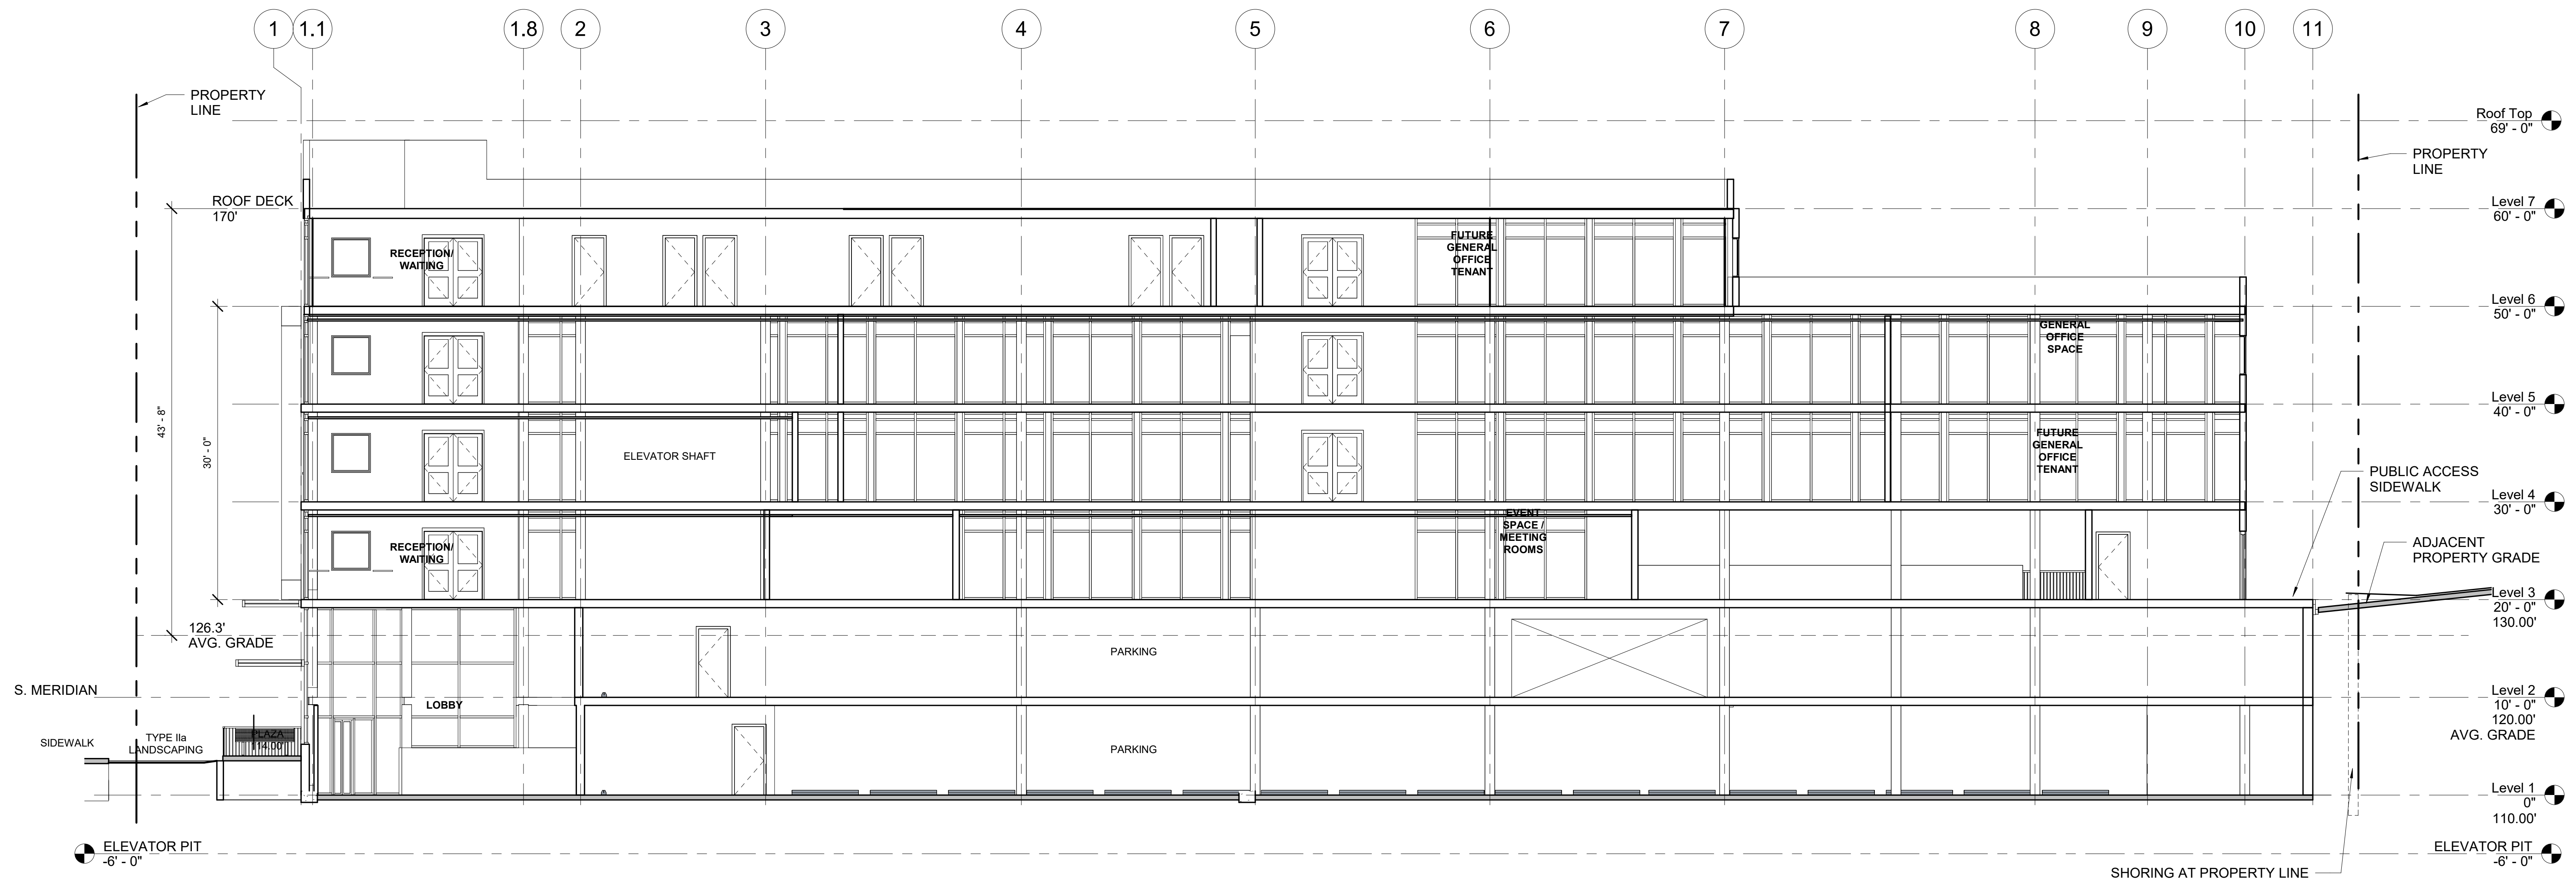 1
1.1
1.8
2
3
4
5
6
7
8
9
10
11
PROPERTY
LINE
Roof Top
69' - 0"
PROPERTY
LINE
ROOF DECK
170'
Level 7
60' - 0"
RECEPTION/
WAITING
FUTURE
GENERAL
OFFICE
TENANT
Level 6
50' - 0"
GENERAL
OFFICE
SPACE
Level 5
40' - 0"
43' - 8"
30' - 0"
ELEVATOR SHAFT
FUTURE
GENERAL
OFFICE
TENANT
PUBLIC ACCESS
SIDEWALK
Level 4
30' - 0"
EVENT
SPACE /
MEETING
ROOMS
RECEPTION/
WAITING
ADJACENT
PROPERTY GRADE
Level 3
20' - 0"
130.00'
126.3'
AVG. GRADE
PARKING
S. MERIDIAN
LOBBY
Level 2
10' - 0"
120.00'
AVG. GRADE
SIDEWALK
TYPE IIa
LANDSCAPING
PLAZA
114.00'
PARKING
Level 1
0"
110.00'
ELEVATOR PIT
-6' - 0"
ELEVATOR PIT
-6' - 0"
SHORING AT PROPERTY LINE